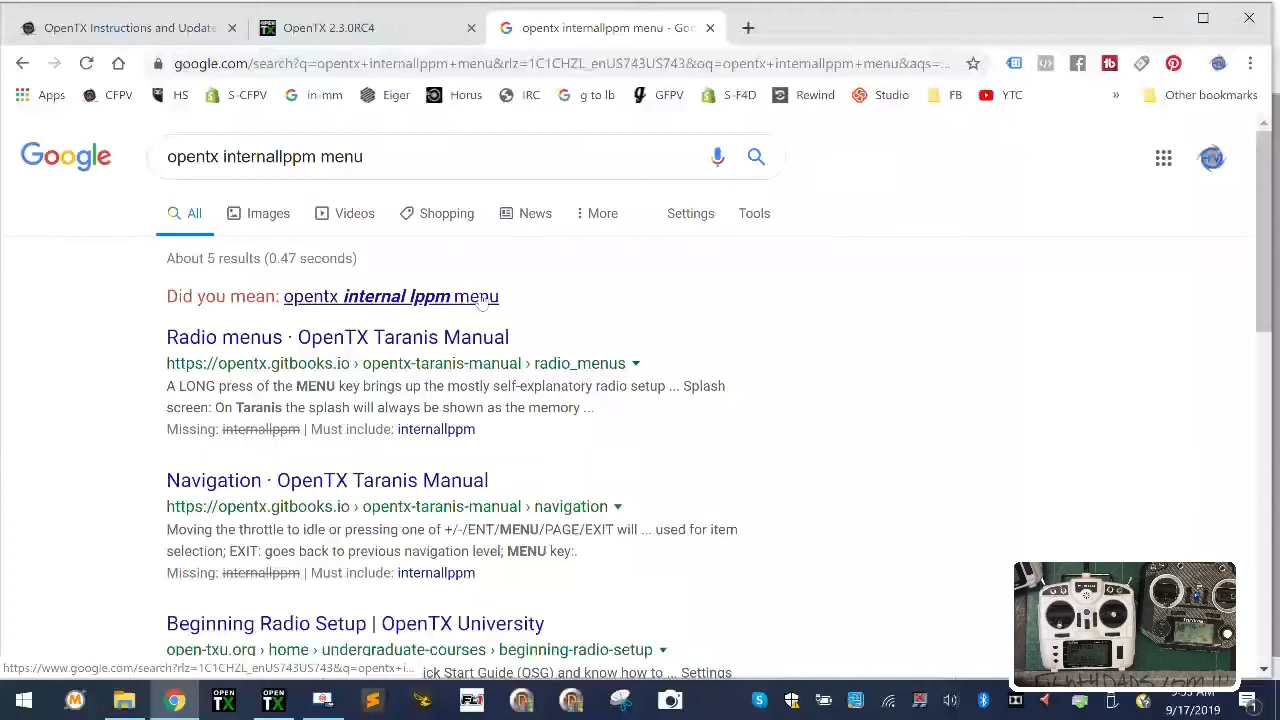 OpenTX Instructions and Update
OpenTX 2.3.0RC4
opentx internallppm menu - Goo
google.com/search?q=opentx+internallppm+menu&rlz=1C1CHZL_enUS743US743&oq=opentx+internallppm+menu&aqs=...
Apps CFPV HS S-CFPV in-mm Eiger Horus IRC g to lb GFPV S-F4D Rewind Studio FB YTC » Other bookmarks
Google
opentx internallppm menu
All Images Videos Shopping News More Settings Tools
About 5 results (0.47 seconds)
Did you mean: opentx internal lppm menu
Radio menus · OpenTX Taranis Manual
https://opentx.gitbooks.io › opentx-taranis-manual › radio_menus
A LONG press of the MENU key brings up the mostly self-explanatory radio setup ... Splash
screen: On Taranis the splash will always be shown as the memory ...
Missing: internallppm | Must include: internallppm
Navigation · OpenTX Taranis Manual
https://opentx.gitbooks.io › opentx-taranis-manual › navigation
Moving the throttle to idle or pressing one of +/-/ENT/MENU/PAGE/EXIT will ... used for item
selection; EXIT: goes back to previous navigation level; MENU key:.
Missing: internallppm | Must include: internallppm
Beginning Radio Setup | OpenTX University
open-txu.org › home › undergraduate-courses › beginning-radio-setup
https://www.google.com/search?rlz=1C1CHZL_enUS743US743&q=opentx+i...
ick Start Guide (QSG) and know how to ... Settings
OPEN TX
OPEN TX
9:53 AM
9/17/2019
1